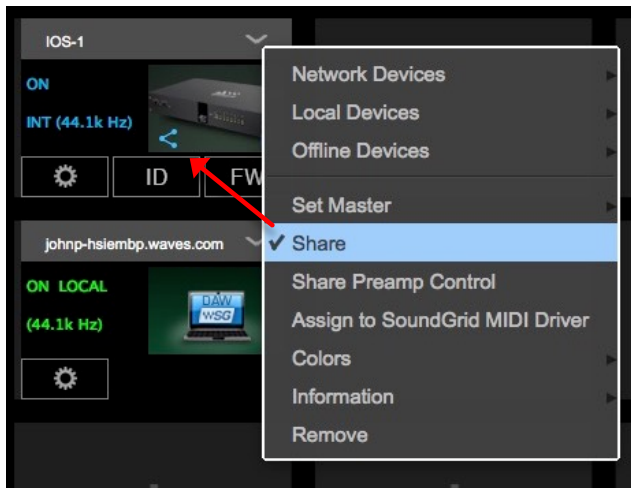 IOS-1
ON
INT (44.1k Hz)
ID
FW
Network Devices
Local Devices
Offline Devices
Set Master
Share
Share Preamp Control
Assign to SoundGrid MIDI Driver
Colors
Information
Remove
johnp-hsiembp.waves.com
ON LOCAL
(44.1k Hz)
DAW
WSG